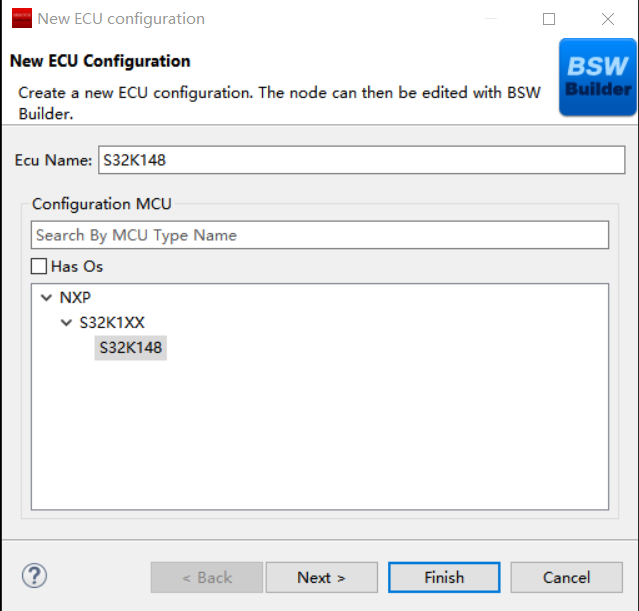 New ECU configuration
New ECU Configuration
Create a new ECU configuration. The node can then be edited with BSW
Builder.
BSW
Builder
Ecu Name: S32K148
Configuration MCU
Search By MCU Type Name
Has Os
NXP
S32K1XX
S32K148
? < Back Next > Finish Cancel